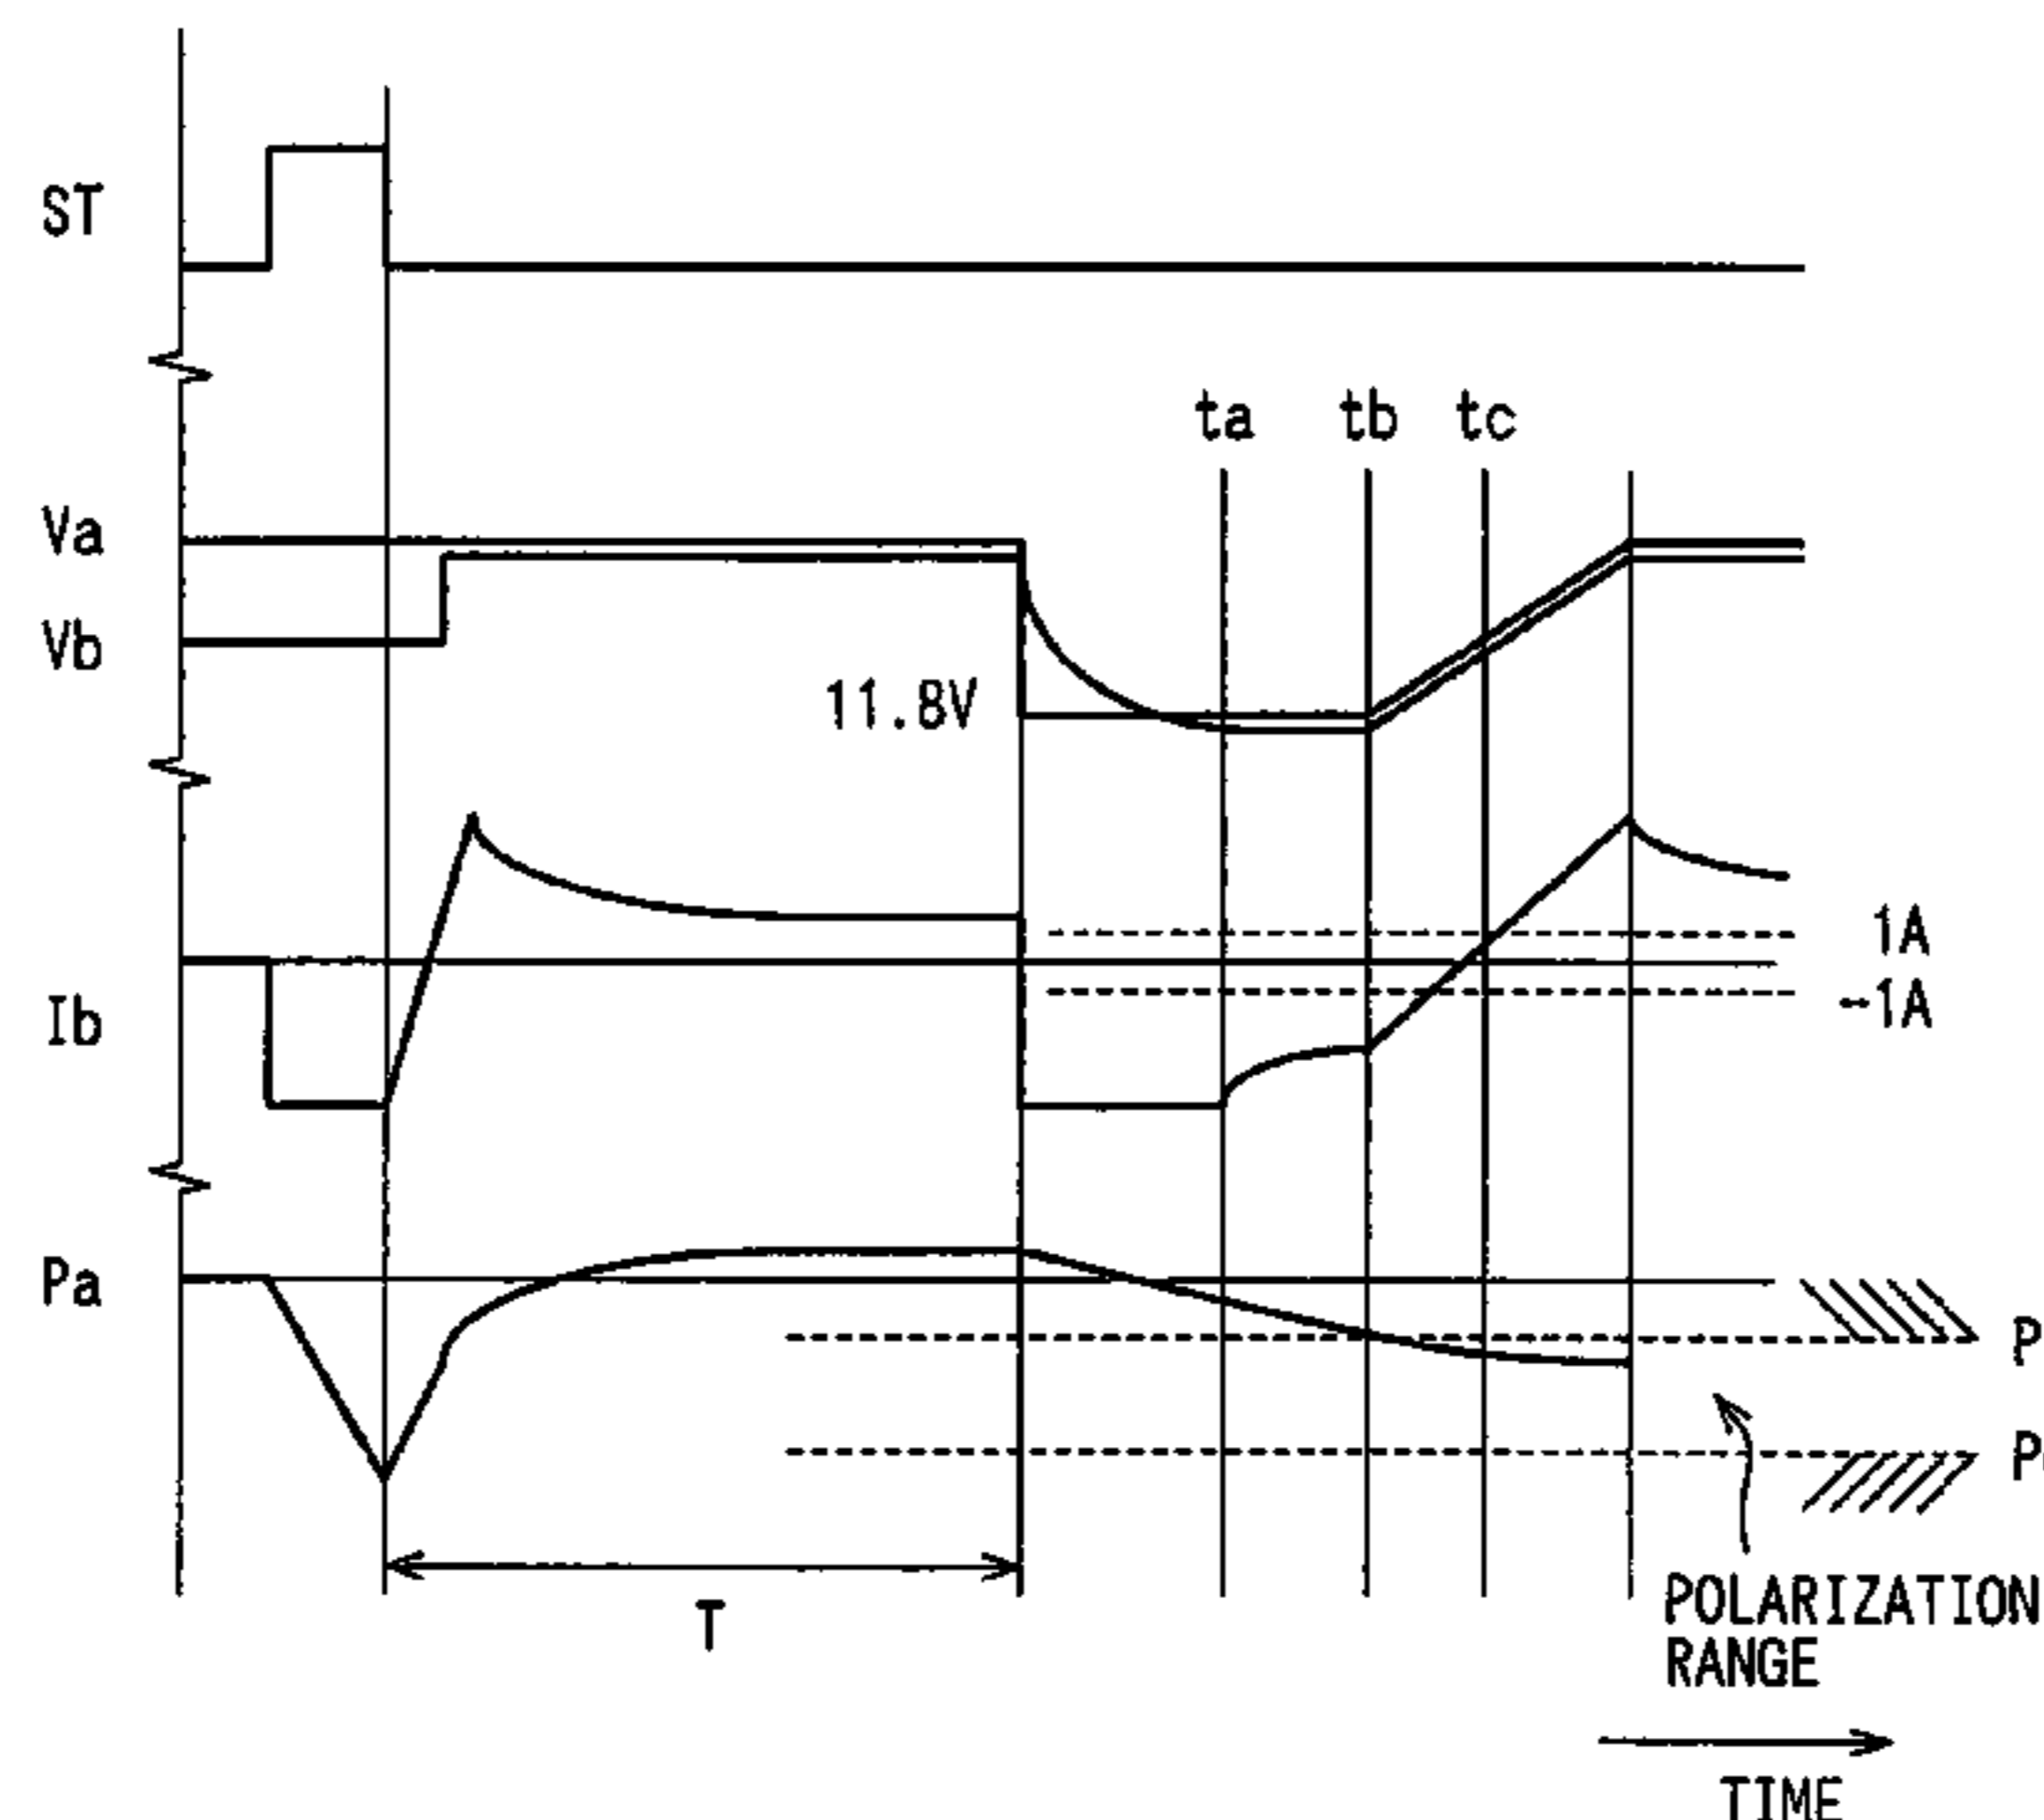 ST
ta tb tc
Va
Vb
11.8V
1A
Ib
-1A
Pa
POLARIZATION
RANGE
T
TIME